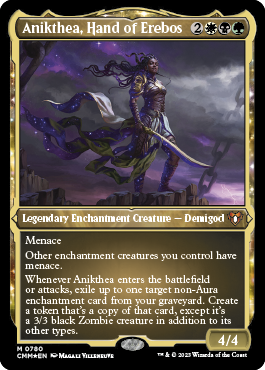 Anikthea, Hand of Erebos 2
Legendary Enchantment Creature — Demigod
Menace
Other enchantment creatures you control have
menace.
Whenever Anikthea enters the battlefield
or attacks, exile up to one target non-Aura
enchantment card from your graveyard. Create
a token that's a copy of that card, except it's
a 3/3 black Zombie creature in addition to its
other types.
4/4
M 0780
CMM★EN MAGALI VILLENEUVE
™ & © 2023 Wizards of the Coast